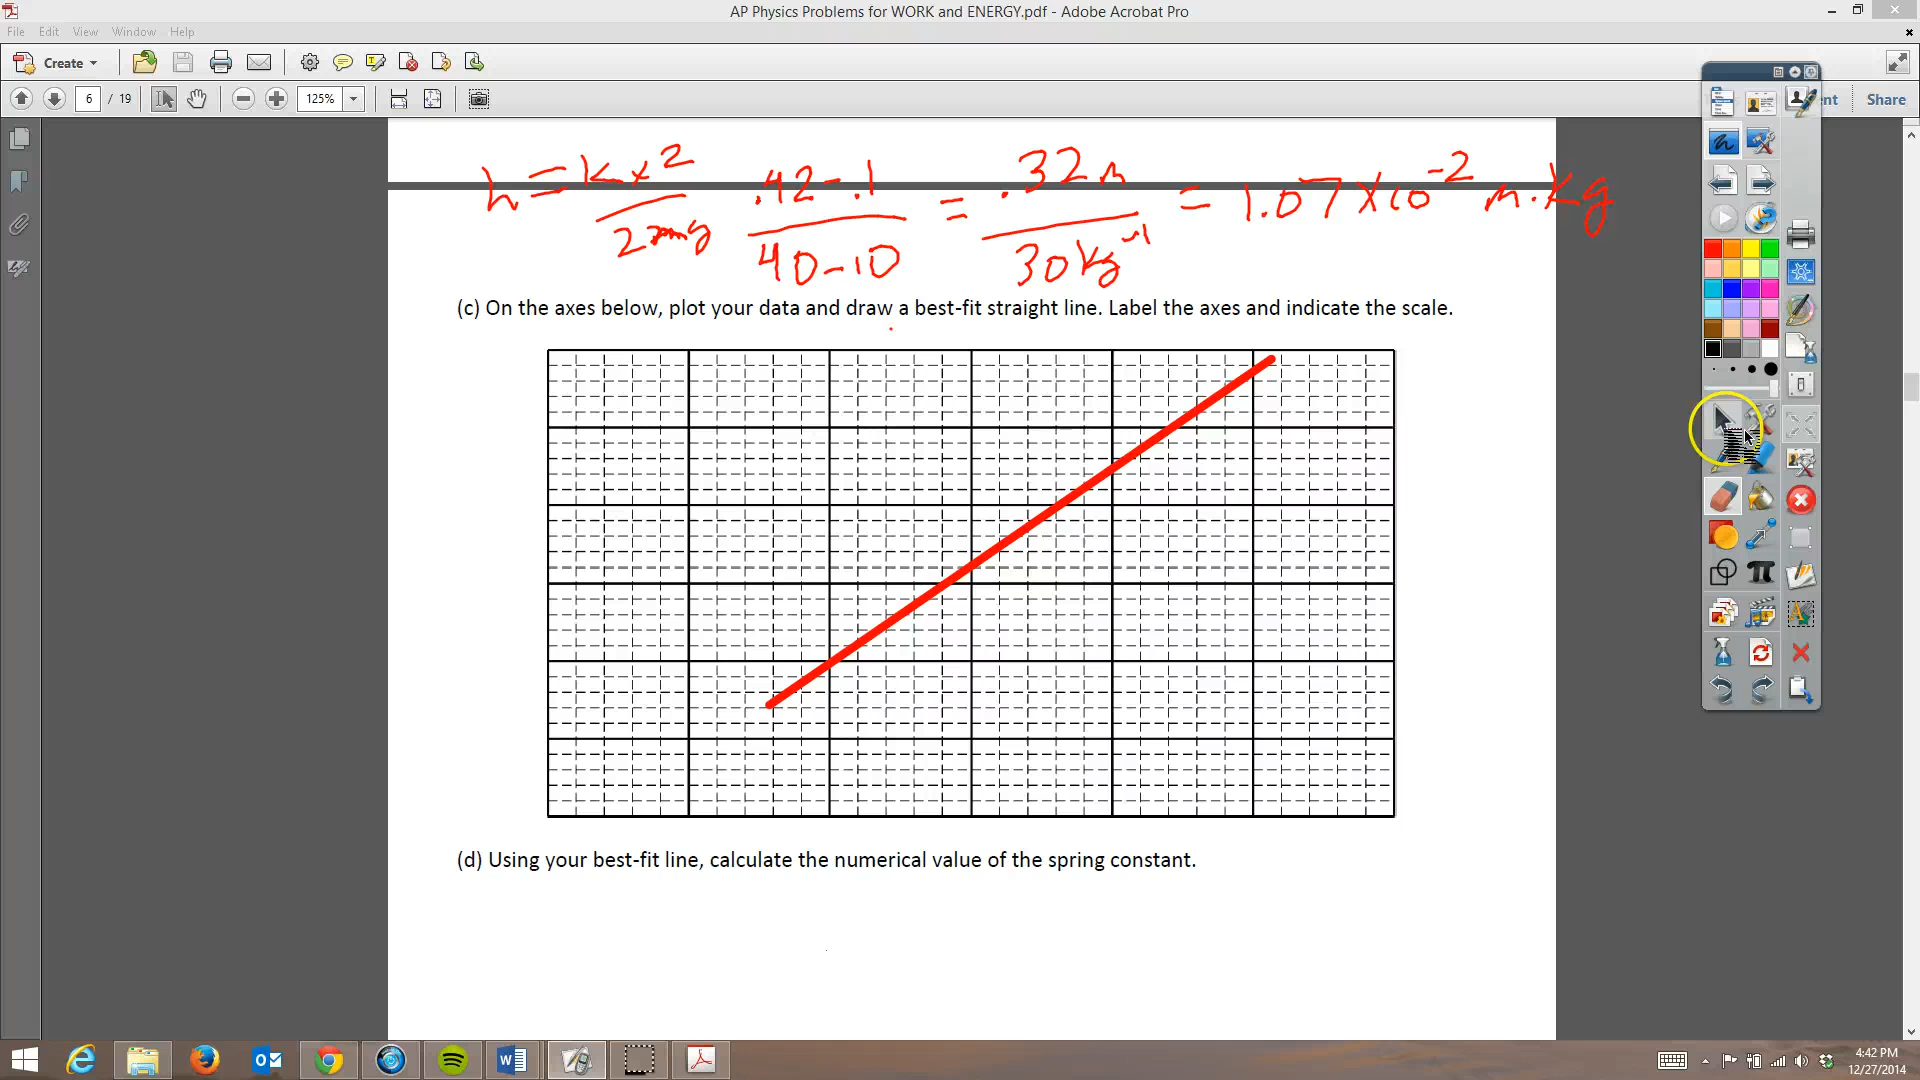 AP Physics Problems for WORK and ENERGY.pdf - Adobe Acrobat Pro
File Edit View Window Help
Create
6 / 19 125% Share
h = kx² / 2mg .42 - .1 / 40 - 10 = .32 m / 30 kg⁻¹ = 1.07 x 10⁻² m.kg
(c) On the axes below, plot your data and draw a best-fit straight line. Label the axes and indicate the scale.
(d) Using your best-fit line, calculate the numerical value of the spring constant.
4:42 PM
12/27/2014